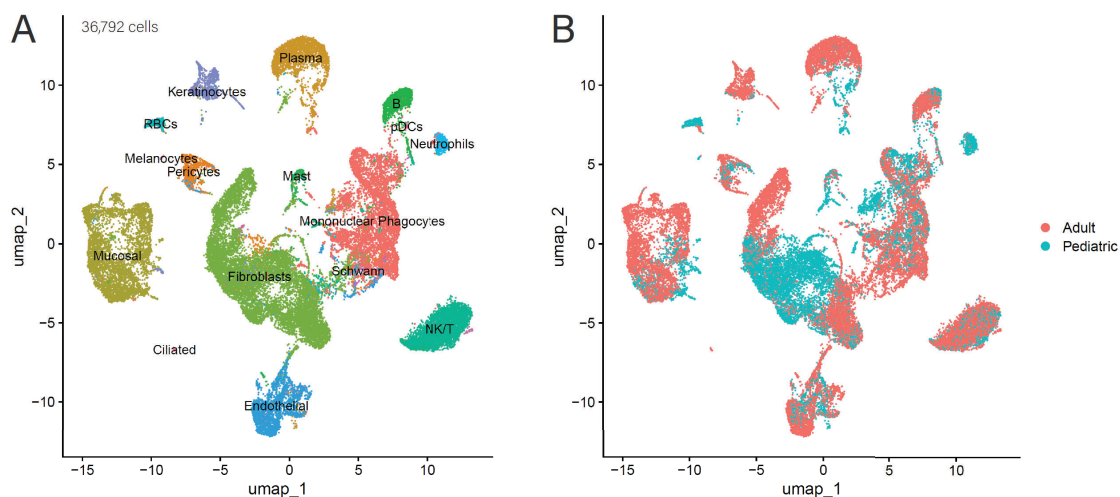 A
36,792 cells
Plasma
Keratinocytes
B
RBCs
pDCs
Neutrophils
Melanocytes
Pericytes
Mast
Mononuclear Phagocytes
Mucosal
Fibroblasts
Schwann
NK/T
Ciliated
Endothelial
10
5
0
−5
−10
umap_2
−15
−10
−5
0
5
10
umap_1
B
10
5
0
−5
−10
umap_2
−15
−10
−5
0
5
10
umap_1
Adult
Pediatric